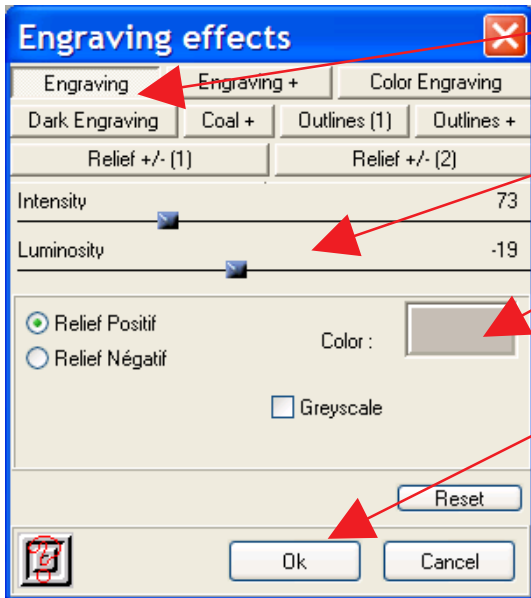 Engraving effects
Engraving Engraving + Color Engraving
Dark Engraving Coal + Outlines (1) Outlines +
Relief +/- (1) Relief +/- (2)
Intensity 73
Luminosity -19
Relief Positif
Color :
Relief Négatif
Greyscale
Reset
Ok Cancel